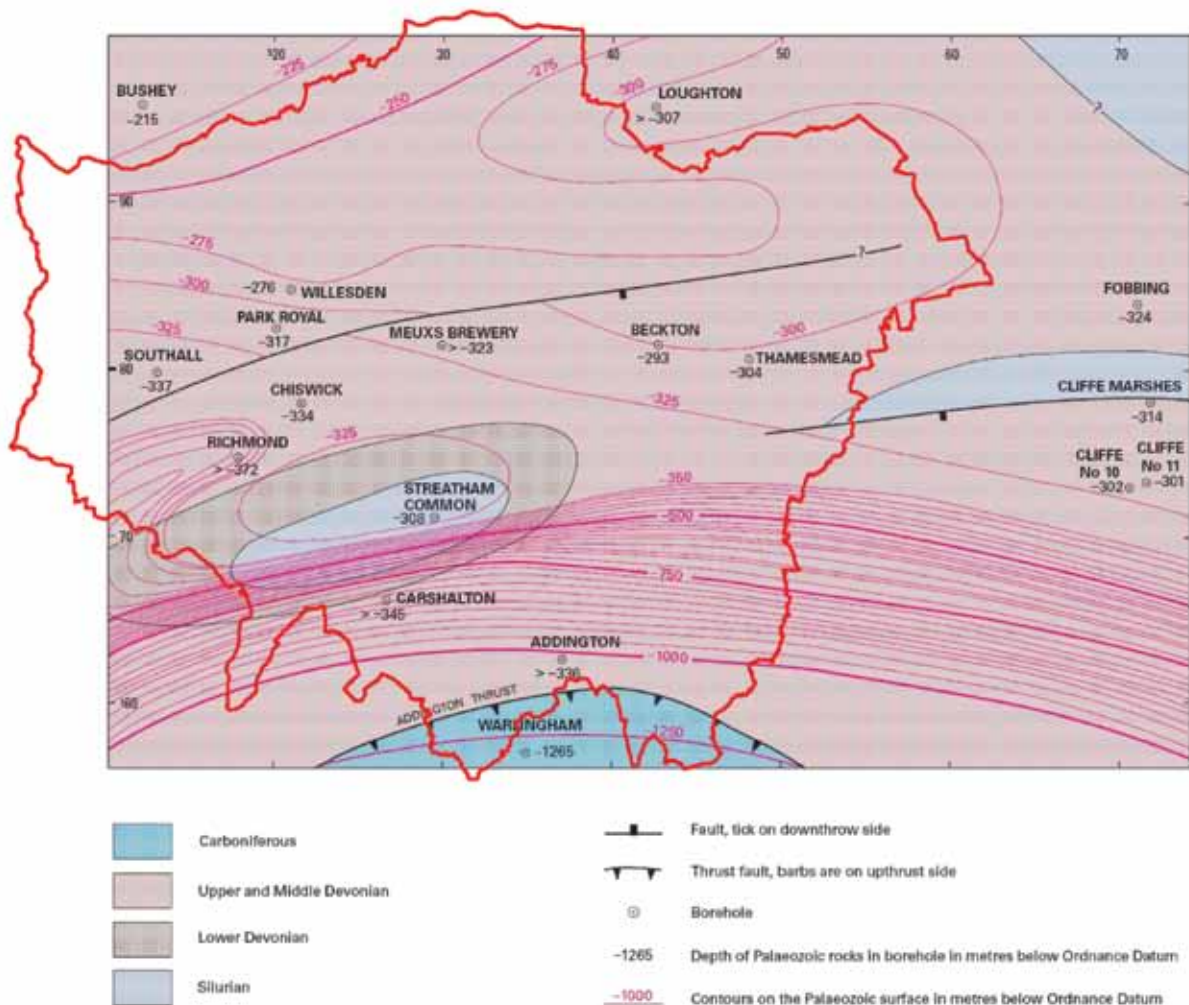 120
20
40
50
60
70
-225
-275
-300
BUSHEY
-215
-250
LOUGHTON
> -307
?
90
-275
?
-300
-276 WILLESDEN
FOBBING
-324
PARK ROYAL
-317
-325
MEUXS BREWERY
> -323
BECKTON
-293
-300
THAMESMEAD
-304
SOUTHALL
-337
80
CHISWICK
-334
-325
CLIFFE MARSHES
-314
RICHMOND
> -372
-325
CLIFFE
No 10
-302
CLIFFE
No 11
-301
STREATHAM
COMMON
-308
-350
-500
70
-750
CARSHALTON
> -345
ADDINGTON
> -336
-1000
ADDINGTON THRUST
160
WARLINGHAM
-1265
-1250
Carboniferous
Upper and Middle Devonian
Lower Devonian
Silurian
Fault, tick on downthrow side
Thrust fault, barbs are on upthrust side
Borehole
-1265 Depth of Palaeozoic rocks in borehole in metres below Ordnance Datum
-1000 Contours on the Palaeozoic surface in metres below Ordnance Datum